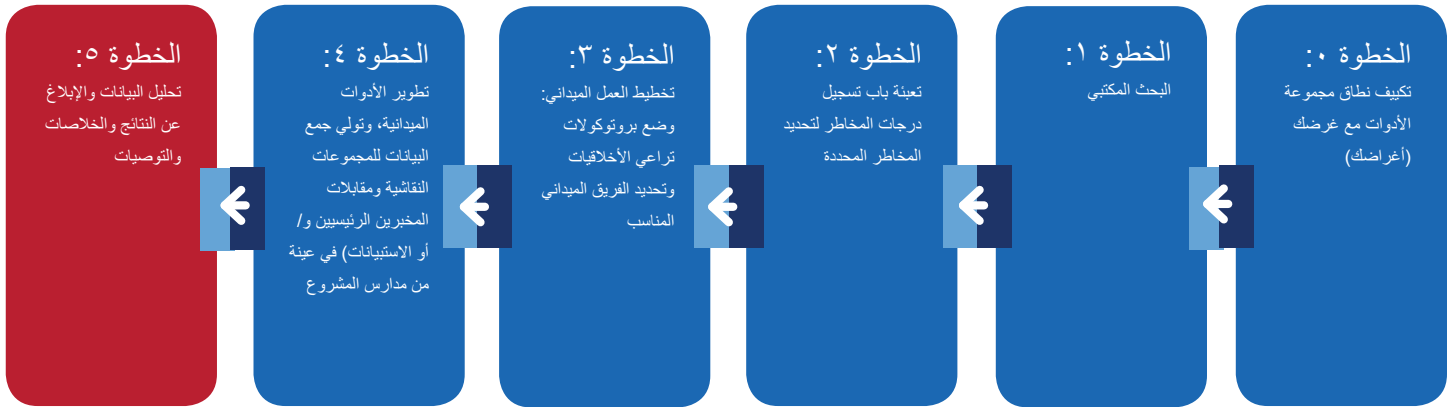 الخطوة ٠:
تكييف نطاق مجموعة
الأدوات مع غرضك
(أغراضك)
الخطوة ١:
البحث المكتبي
الخطوة ٢:
تعبئة باب تسجيل
درجات المخاطر لتحديد
المخاطر المحددة
الخطوة ٣:
تخطيط العمل الميداني:
وضع بروتوكولات
تراعي الأخلاقيات
وتحديد الفريق الميداني
المناسب
الخطوة ٤:
تطوير الأدوات
الميدانية، وتولي جمع
البيانات للمجموعات
النقاشية ومقابلات
المخبرين الرئيسيين و/
أو الاستبيانات) في عينة
من مدارس المشروع
الخطوة ٥:
تحليل البيانات والإبلاغ
عن النتائج والخلاصات
والتوصيات